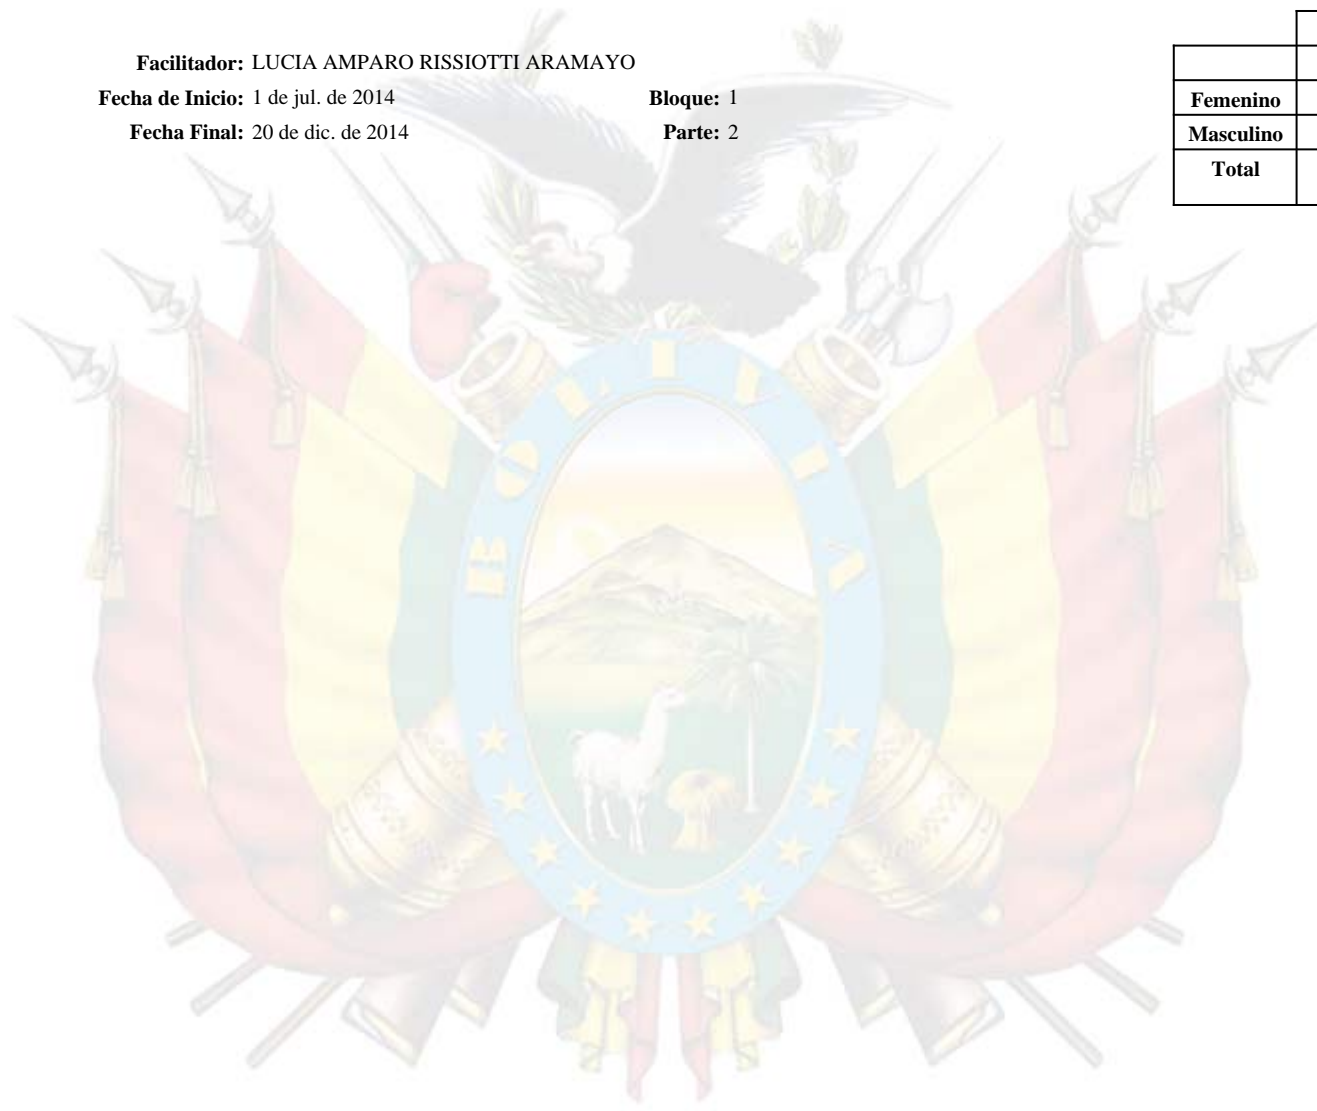 Facilitador: LUCIA AMPARO RISSIOTTI ARAMAYO
Fecha de Inicio: 1 de jul. de 2014 Bloque: 1
Fecha Final: 20 de dic. de 2014 Parte: 2
Femenino
Masculino
Total
BOLIVIA